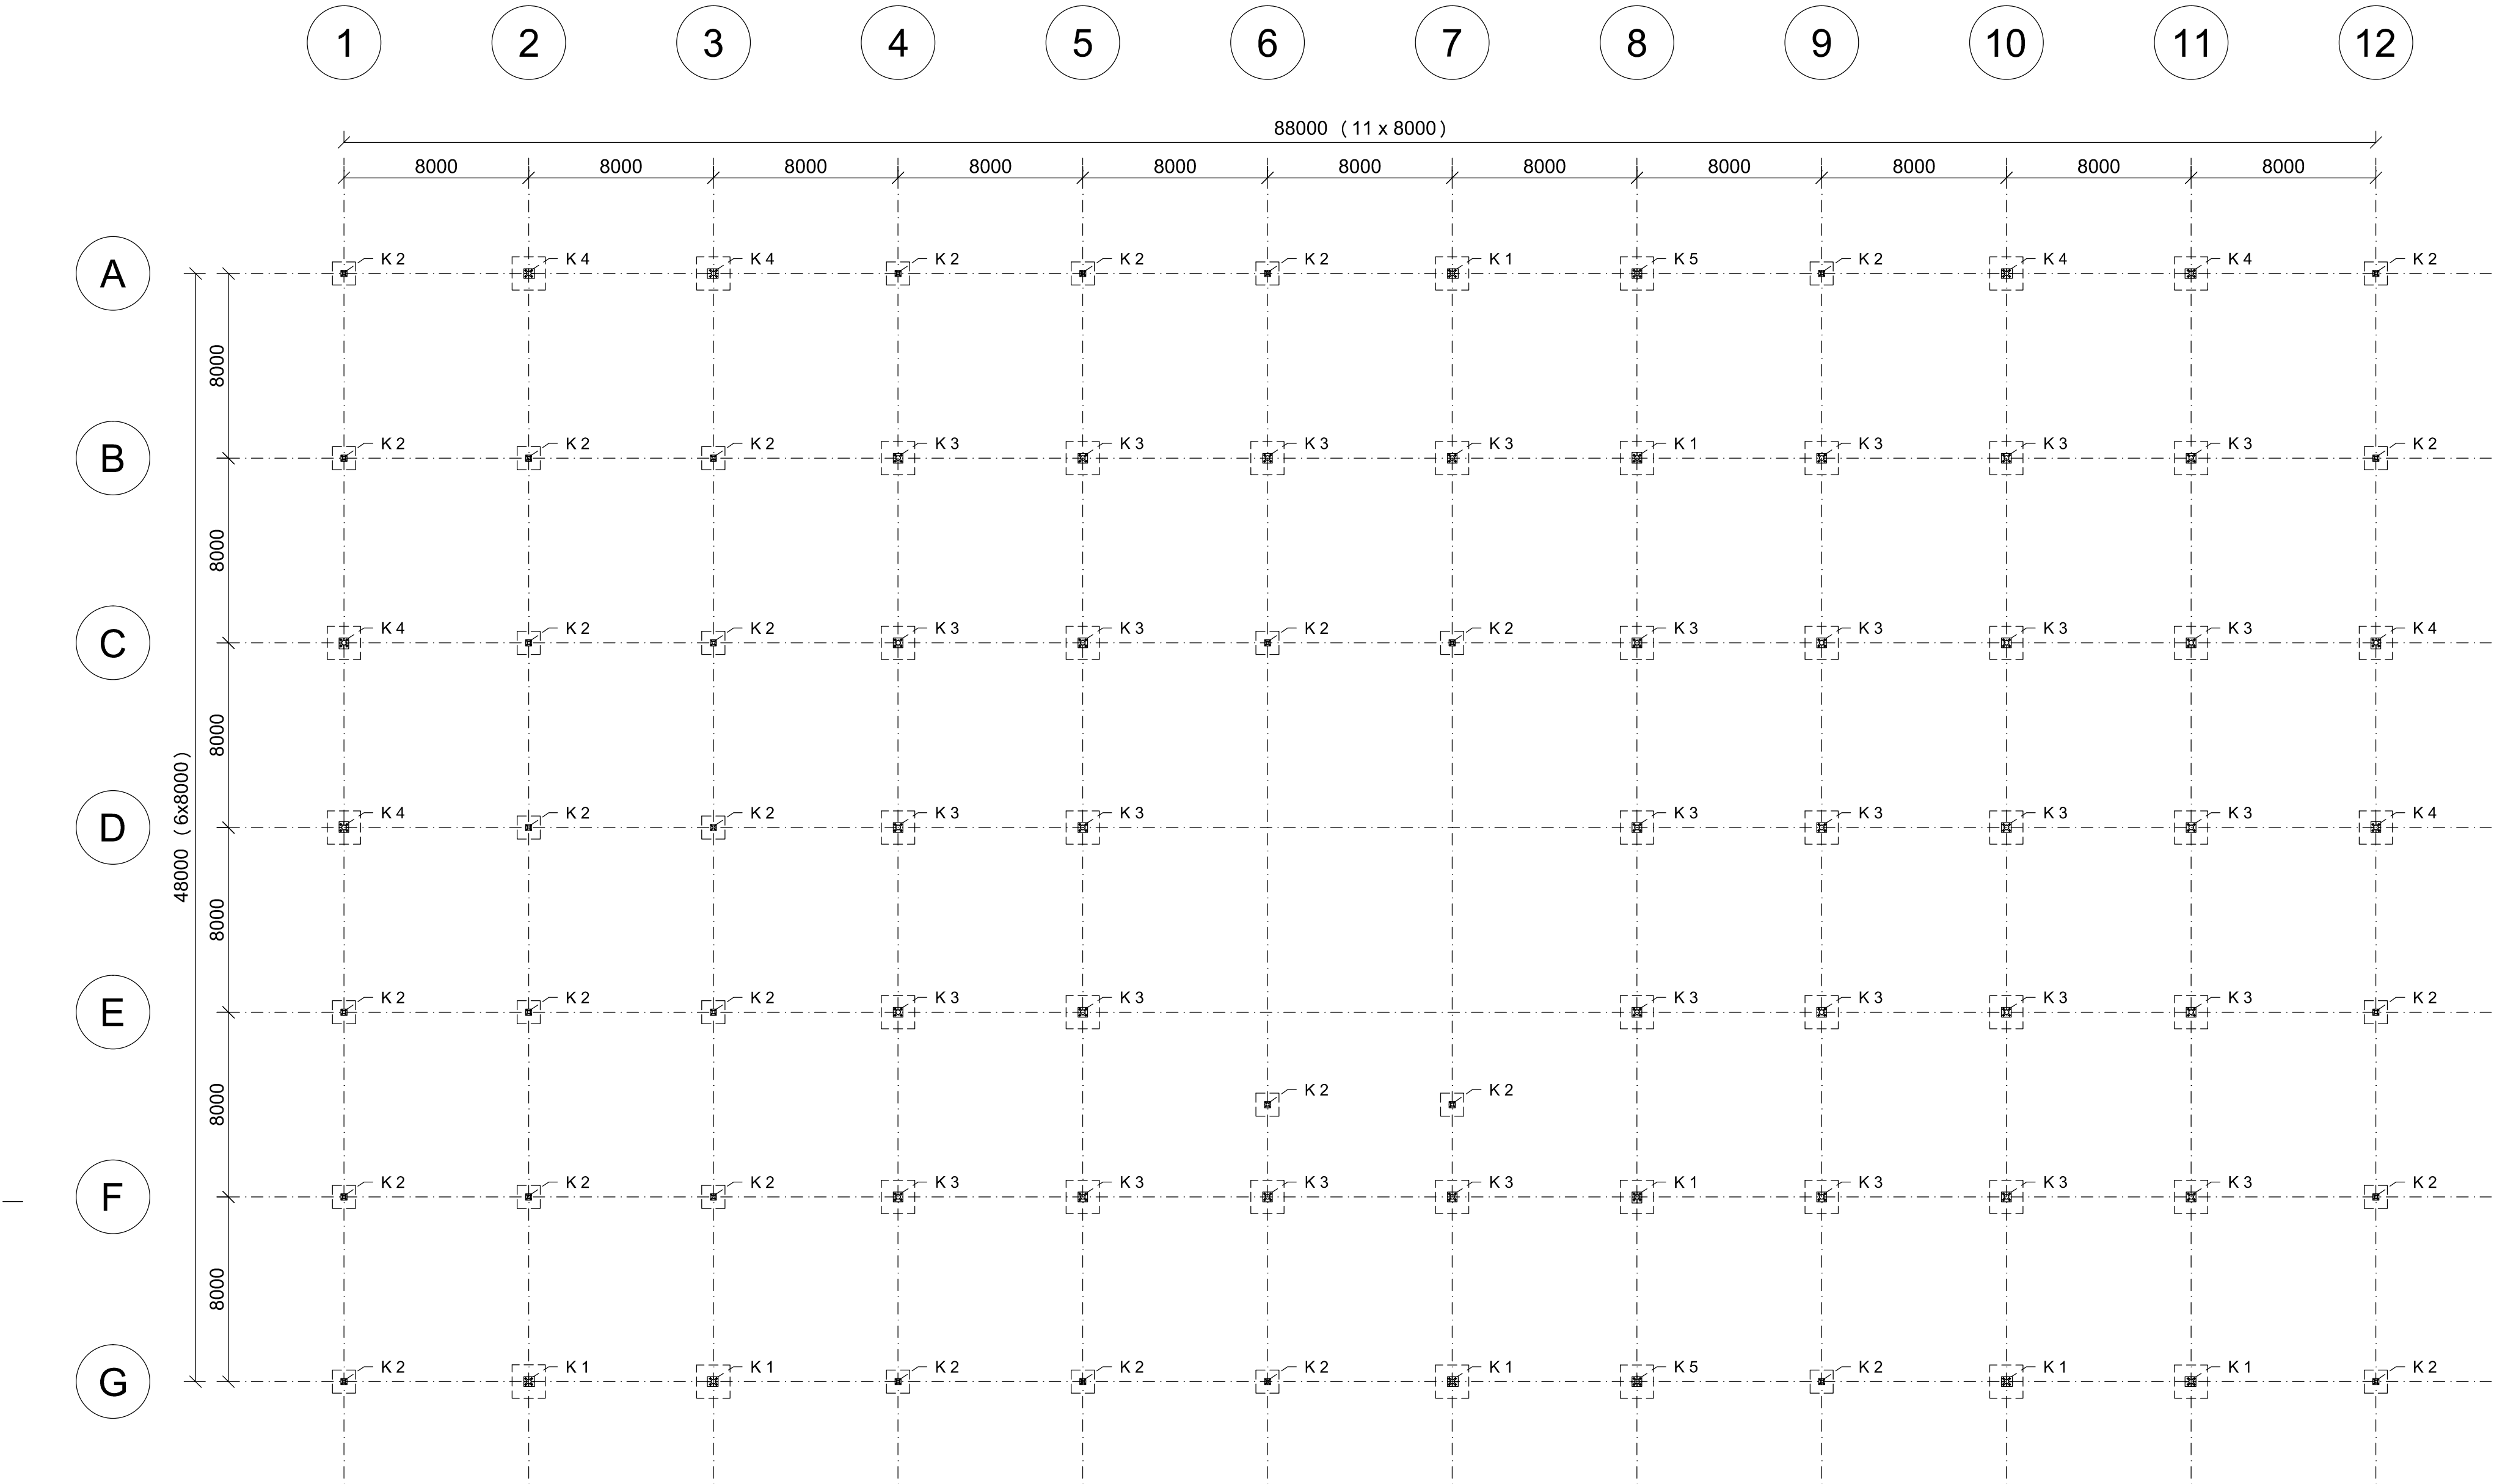 1 2 3 4 5 6 7 8 9 10 11 12
88000 ( 11 x 8000 )
8000 8000 8000 8000 8000 8000 8000 8000 8000 8000 8000
A K 2 K 4 K 4 K 2 K 2 K 2 K 1 K 5 K 2 K 4 K 4 K 2
8000
B K 2 K 2 K 2 K 3 K 3 K 3 K 3 K 1 K 3 K 3 K 3 K 2
8000
C K 4 K 2 K 2 K 3 K 3 K 2 K 2 K 3 K 3 K 3 K 3 K 4
8000
48000 ( 6x8000 )
D K 4 K 2 K 2 K 3 K 3 K 3 K 3 K 3 K 3 K 4
8000
E K 2 K 2 K 2 K 3 K 3 K 3 K 3 K 3 K 3 K 2
8000 K 2 K 2
F K 2 K 2 K 2 K 3 K 3 K 3 K 3 K 1 K 3 K 3 K 3 K 2
8000
G K 2 K 1 K 1 K 2 K 2 K 2 K 1 K 5 K 2 K 1 K 1 K 2